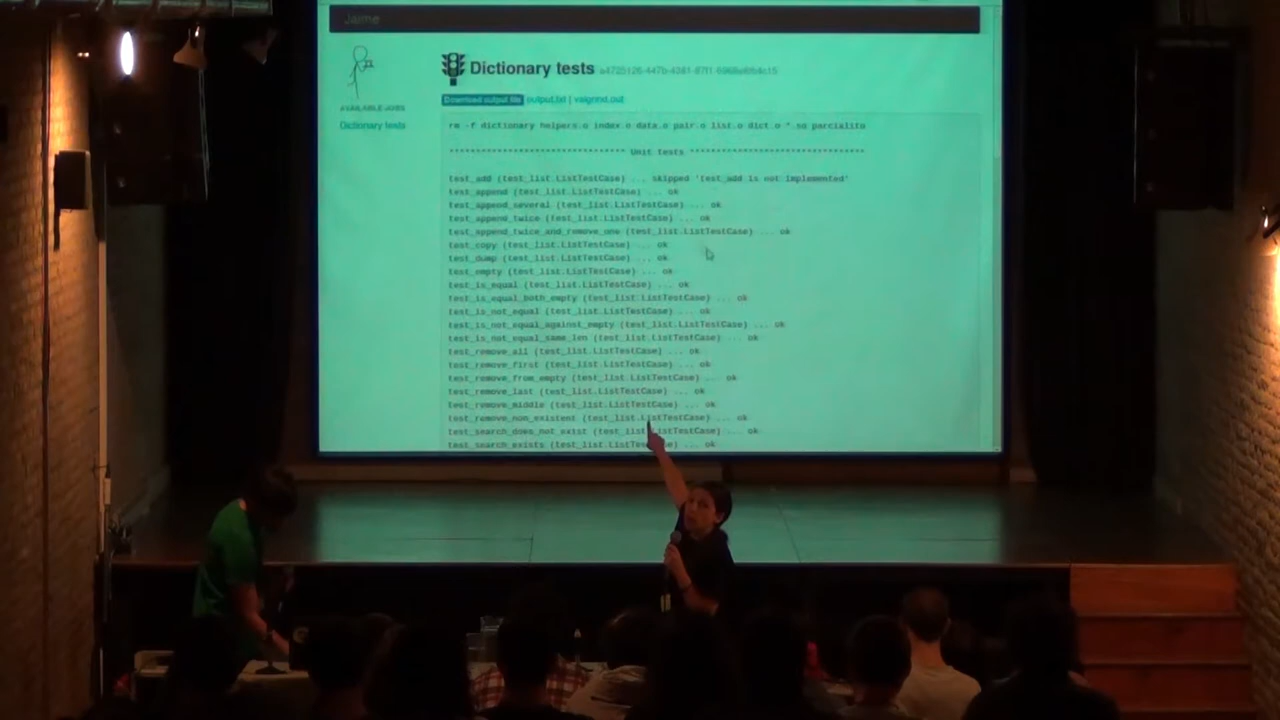 Jaime
AVAILABLE JOBS
Dictionary tests
Dictionary tests
Download output file output.txt | valgrind.out
rm -f dictionary helpers.o index.o data.o pair.o list.o dict.o *.so parcialito
******************************** Unit tests ********************************
test_add (test_list.ListTestCase) ... skipped 'test_add is not implemented'
test_append (test_list.ListTestCase) ... ok
test_append_several (test_list.ListTestCase) ... ok
test_append_twice (test_list.ListTestCase) ... ok
test_append_twice_and_remove_one (test_list.ListTestCase) ... ok
test_copy (test_list.ListTestCase) ... ok
test_dump (test_list.ListTestCase) ... ok
test_empty (test_list.ListTestCase) ... ok
test_is_equal (test_list.ListTestCase) ... ok
test_is_equal_both_empty (test_list.ListTestCase) ... ok
test_is_not_equal (test_list.ListTestCase) ... ok
test_is_not_equal_against_empty (test_list.ListTestCase) ... ok
test_is_not_equal_same_len (test_list.ListTestCase) ... ok
test_remove_all (test_list.ListTestCase) ... ok
test_remove_first (test_list.ListTestCase) ... ok
test_remove_from_empty (test_list.ListTestCase) ... ok
test_remove_last (test_list.ListTestCase) ... ok
test_remove_middle (test_list.ListTestCase) ... ok
test_remove_non_existent (test_list.ListTestCase) ... ok
test_search_does_not_exist (test_list.ListTestCase) ... ok
test_search_exists (test_list.ListTestCase) ... ok